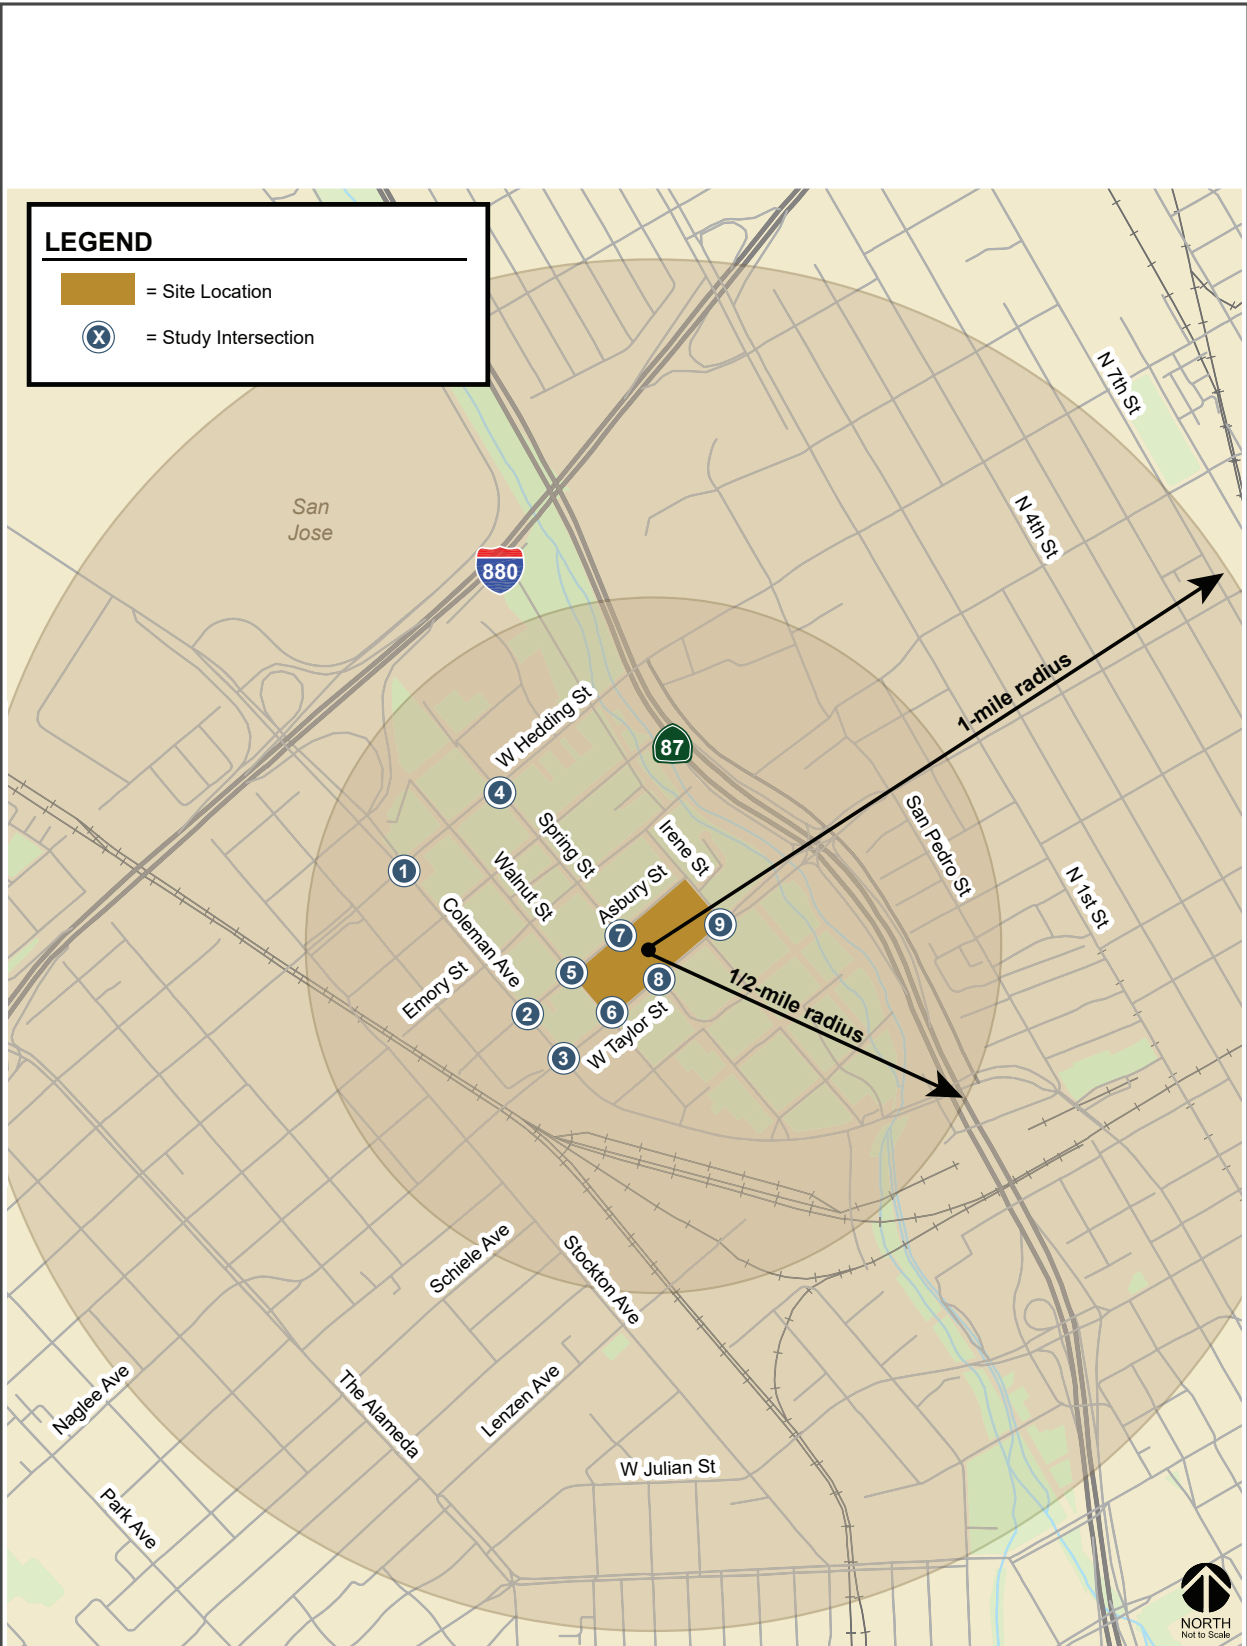 LEGEND
= Site Location
X
= Study Intersection
N 7th St
San
Jose
N 4th St
880
1-mile radius
W Hedding St
87
4
Spring St
Irene St
San Pedro St
1
Walnut St
Asbury St
N 1st St
Coleman Ave
7
9
5
8
Emory St
1/2-mile radius
2
6
W Taylor St
3
Schiele Ave
Stockton Ave
Naglee Ave
The Alameda
Lenzen Ave
W Julian St
Park Ave
NORTH
Not to Scale